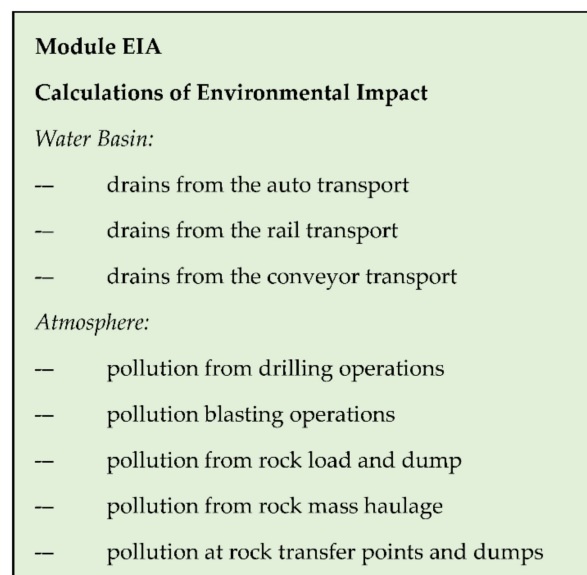 Module EIA
Calculations of Environmental Impact
Water Basin:
— drains from the auto transport
— drains from the rail transport
— drains from the conveyor transport
Atmosphere:
— pollution from drilling operations
— pollution blasting operations
— pollution from rock load and dump
— pollution from rock mass haulage
— pollution at rock transfer points and dumps